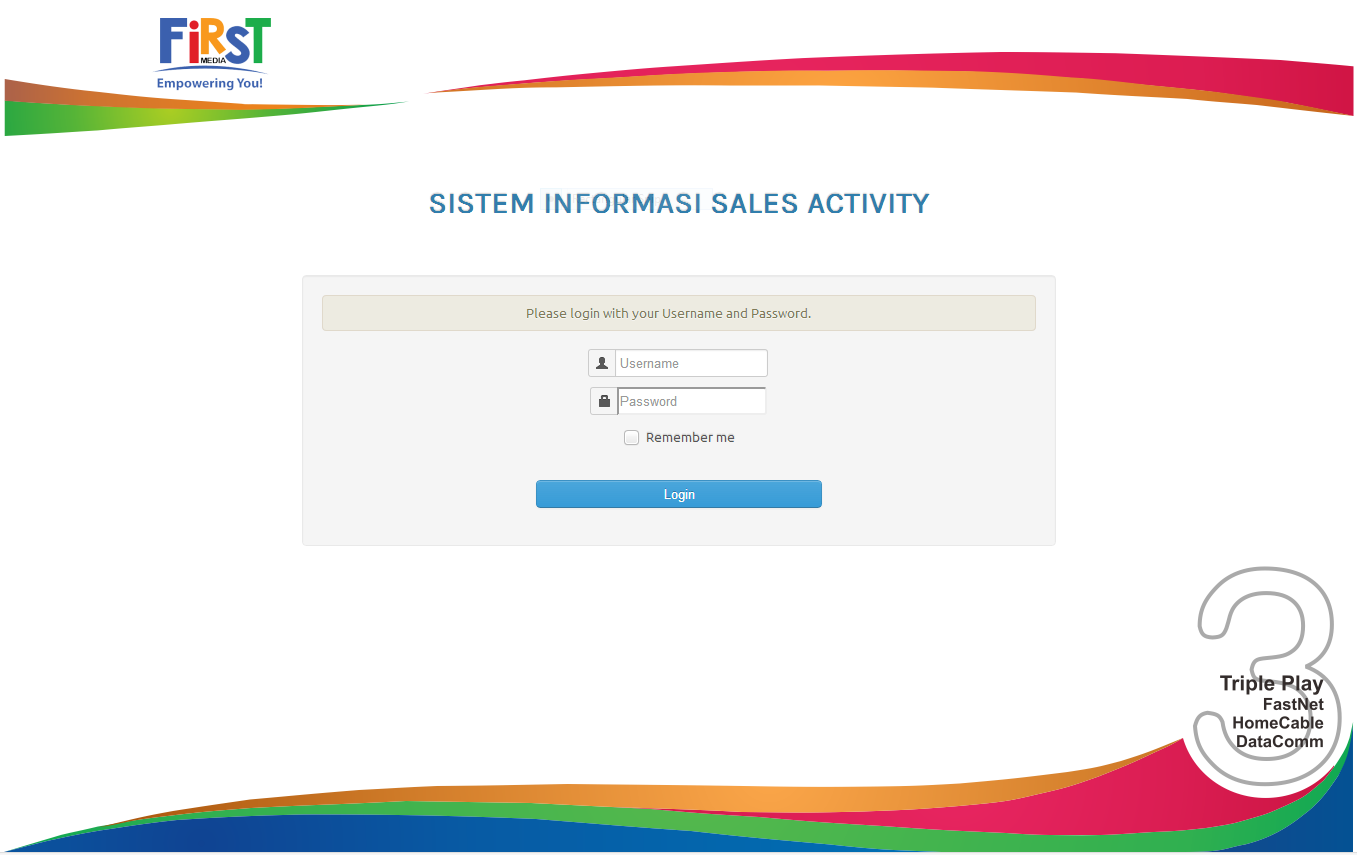 FiRST
MEDIA
Empowering You!
SISTEM INFORMASI SALES ACTIVITY
Please login with your Username and Password.
Username
Password
Remember me
Login
3
Triple Play
FastNet
HomeCable
DataComm